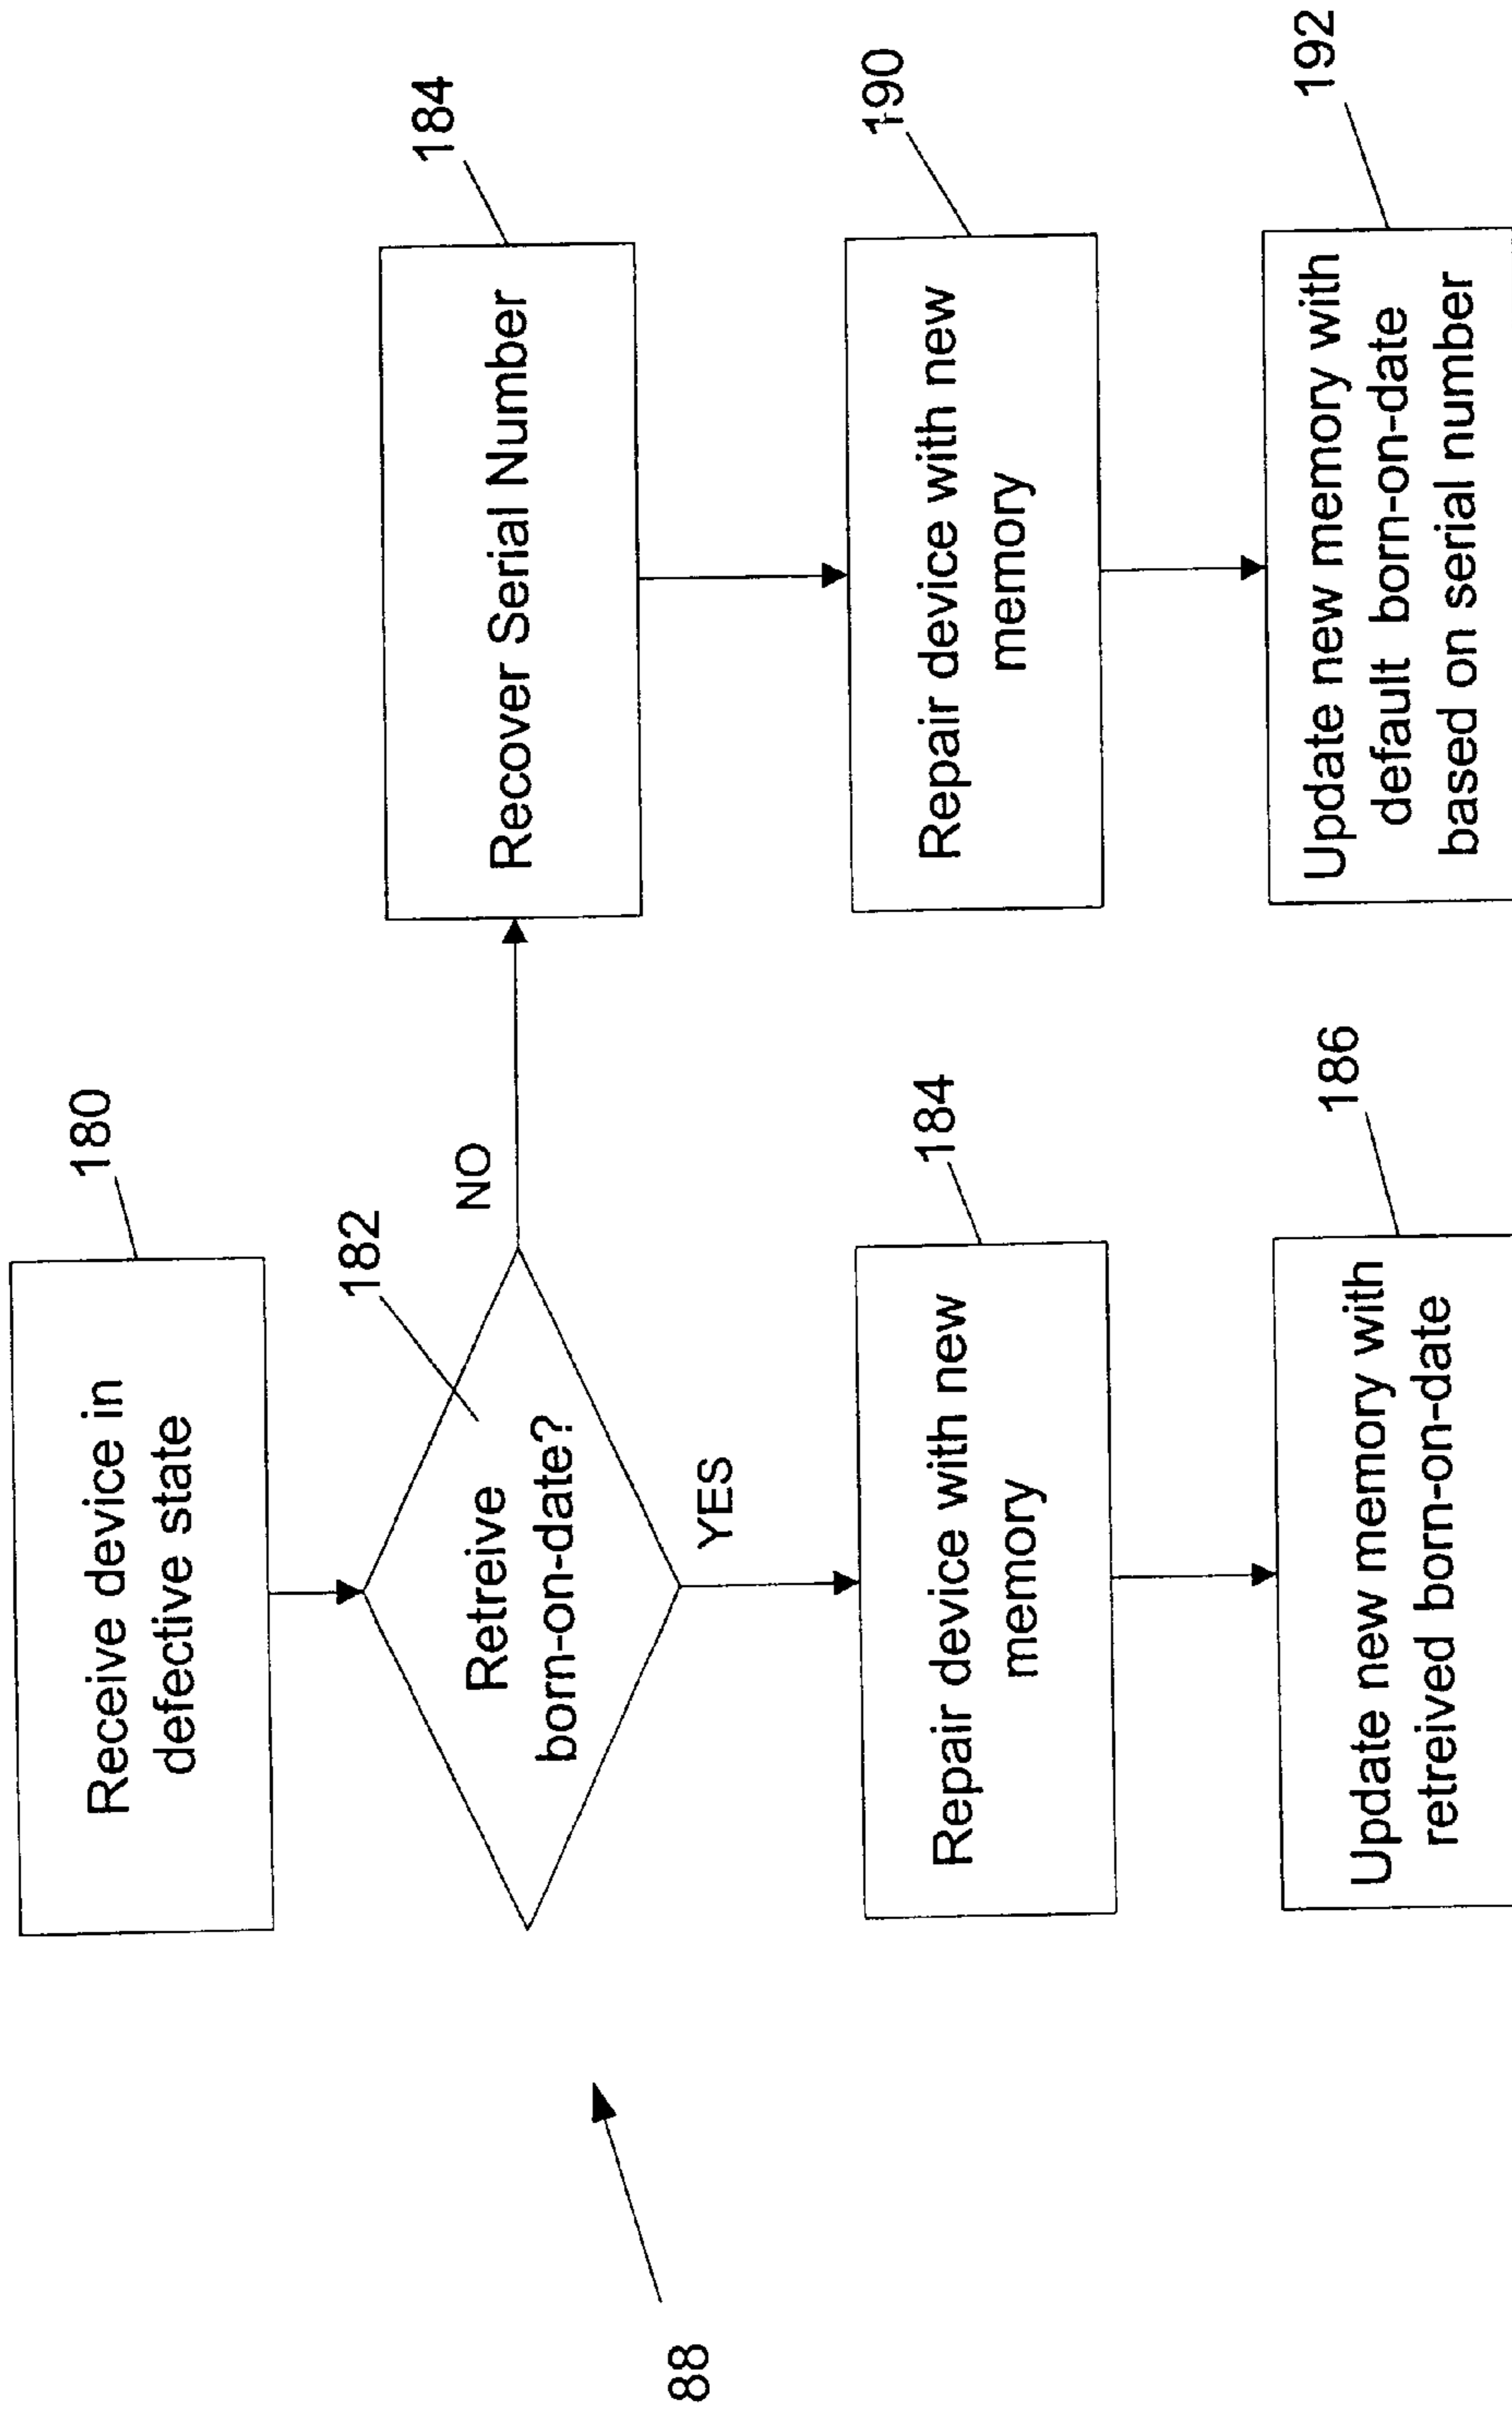 180
Receive device in
defective state
182
Retreive
born-on-date?
NO
184
Recover Serial Number
YES
184
Repair device with new
memory
190
Repair device with new
memory
186
Update new memory with
retreived born-on-date
192
Update new memory with
default born-on-date
based on serial number
88